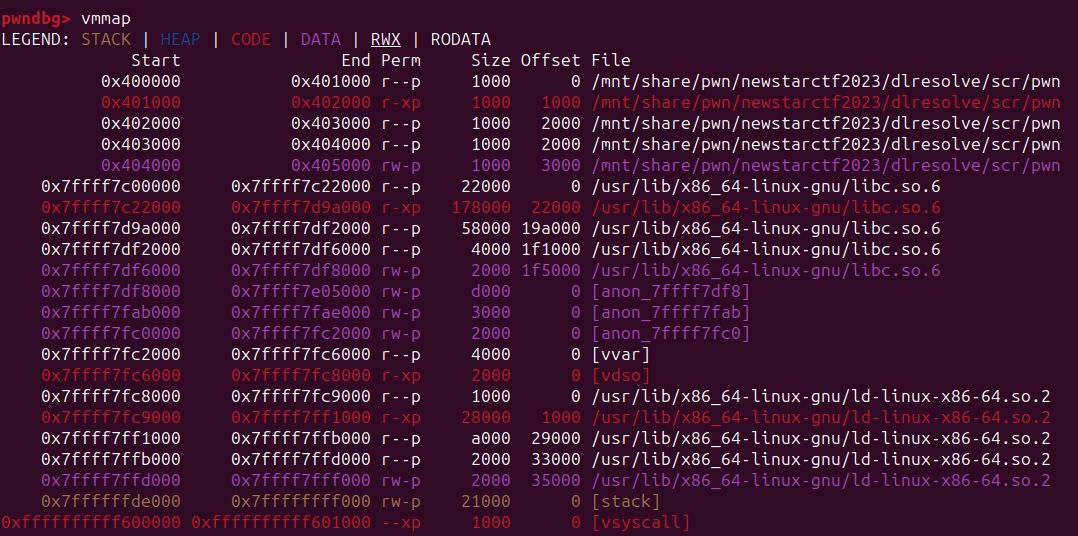 pwndbg> vmmap
LEGEND: STACK | HEAP | CODE | DATA | RWX | RODATA
Start End Perm Size Offset File
0x400000 0x401000 r--p 1000 0 /mnt/share/pwn/newstarctf2023/dlresolve/scr/pwn
0x401000 0x402000 r-xp 1000 1000 /mnt/share/pwn/newstarctf2023/dlresolve/scr/pwn
0x402000 0x403000 r--p 1000 2000 /mnt/share/pwn/newstarctf2023/dlresolve/scr/pwn
0x403000 0x404000 r--p 1000 2000 /mnt/share/pwn/newstarctf2023/dlresolve/scr/pwn
0x404000 0x405000 rw-p 1000 3000 /mnt/share/pwn/newstarctf2023/dlresolve/scr/pwn
0x7ffff7c00000 0x7ffff7c22000 r--p 22000 0 /usr/lib/x86_64-linux-gnu/libc.so.6
0x7ffff7c22000 0x7ffff7d9a000 r-xp 178000 22000 /usr/lib/x86_64-linux-gnu/libc.so.6
0x7ffff7d9a000 0x7ffff7df2000 r--p 58000 19a000 /usr/lib/x86_64-linux-gnu/libc.so.6
0x7ffff7df2000 0x7ffff7df6000 r--p 4000 1f1000 /usr/lib/x86_64-linux-gnu/libc.so.6
0x7ffff7df6000 0x7ffff7df8000 rw-p 2000 1f5000 /usr/lib/x86_64-linux-gnu/libc.so.6
0x7ffff7df8000 0x7ffff7e05000 rw-p d000 0 [anon_7ffff7df8]
0x7ffff7fab000 0x7ffff7fae000 rw-p 3000 0 [anon_7ffff7fab]
0x7ffff7fc0000 0x7ffff7fc2000 rw-p 2000 0 [anon_7ffff7fc0]
0x7ffff7fc2000 0x7ffff7fc6000 r--p 4000 0 [vvar]
0x7ffff7fc6000 0x7ffff7fc8000 r-xp 2000 0 [vdso]
0x7ffff7fc8000 0x7ffff7fc9000 r--p 1000 0 /usr/lib/x86_64-linux-gnu/ld-linux-x86-64.so.2
0x7ffff7fc9000 0x7ffff7ff1000 r-xp 28000 1000 /usr/lib/x86_64-linux-gnu/ld-linux-x86-64.so.2
0x7ffff7ff1000 0x7ffff7ffb000 r--p a000 29000 /usr/lib/x86_64-linux-gnu/ld-linux-x86-64.so.2
0x7ffff7ffb000 0x7ffff7ffd000 r--p 2000 33000 /usr/lib/x86_64-linux-gnu/ld-linux-x86-64.so.2
0x7ffff7ffd000 0x7ffff7fff000 rw-p 2000 35000 /usr/lib/x86_64-linux-gnu/ld-linux-x86-64.so.2
0x7ffffffde000 0x7ffffffff000 rw-p 21000 0 [stack]
0xffffffffff600000 0xffffffffff601000 --xp 1000 0 [vsyscall]